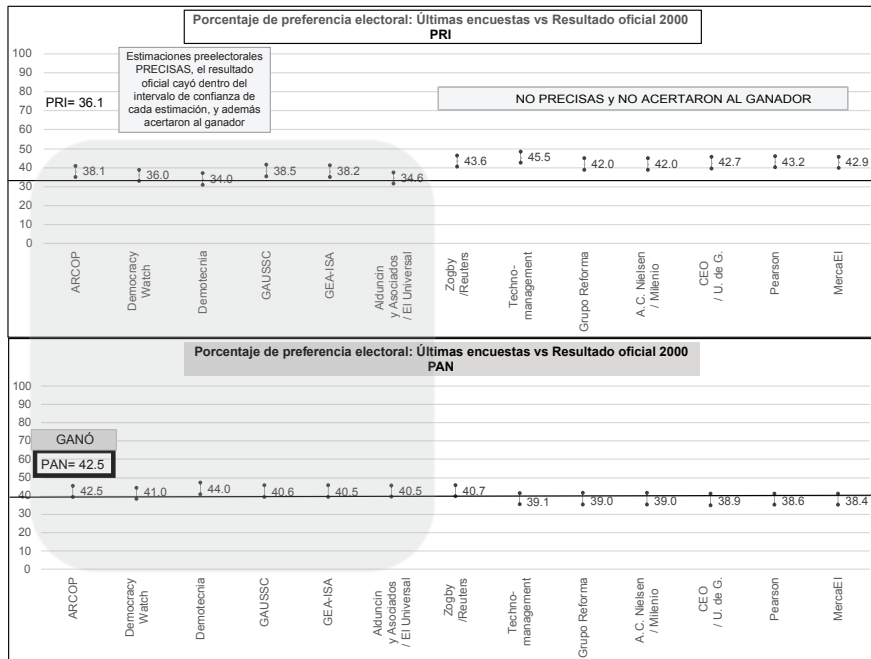 Porcentaje de preferencia electoral: Últimas encuestas vs Resultado oficial 2000
PRI
100
90
80
70
60
50
40
30
20
10
0
PRI= 36.1
Estimaciones preelectorales
PRECISAS, el resultado
oficial cayó dentro del
intervalo de confianza de
cada estimación, y además
acertaron al ganador
NO PRECISAS y NO ACERTARON AL GANADOR
38.1
36.0
34.0
38.5
38.2
34.6
43.6
45.5
42.0
42.0
42.7
43.2
42.9
ARCOP
Democracy
Watch
Demotecnia
GAUSSC
GEA-ISA
Alduncin
y Asociados
/ El Universal
Zogby
/Reuters
Techno-
management
Grupo Reforma
A.C. Nielsen
/ Milenio
CEO
/ U. de G.
Pearson
MercaEI
Porcentaje de preferencia electoral: Últimas encuestas vs Resultado oficial 2000
PAN
100
90
80
70
60
50
40
30
20
10
0
GANÓ
PAN= 42.5
42.5
41.0
44.0
40.6
40.5
40.5
40.7
39.1
39.0
39.0
38.9
38.6
38.4
ARCOP
Democracy
Watch
Demotecnia
GAUSSC
GEA-ISA
Alduncin
y Asociados
/ El Universal
Zogby
/Reuters
Techno-
management
Grupo Reforma
A.C. Nielsen
/ Milenio
CEO
/ U. de G.
Pearson
MercaEI